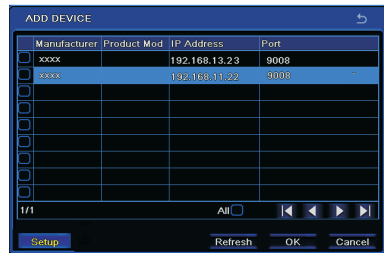 ADD DEVICE
Manufacturer Product Mod IP Address Port
xxxx 192.168.13.23 9008
xxxx 192.168.11.22 9008
1/1 All
Setup Refresh OK Cancel